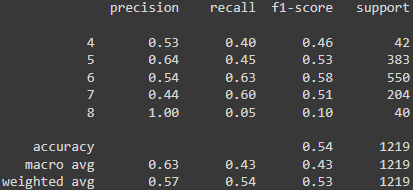 precision recall f1-score support
4 0.53 0.40 0.46 42
5 0.64 0.45 0.53 383
6 0.54 0.63 0.58 550
7 0.44 0.60 0.51 204
8 1.00 0.05 0.10 40
accuracy 0.54 1219
macro avg 0.63 0.43 0.43 1219
weighted avg 0.57 0.54 0.53 1219